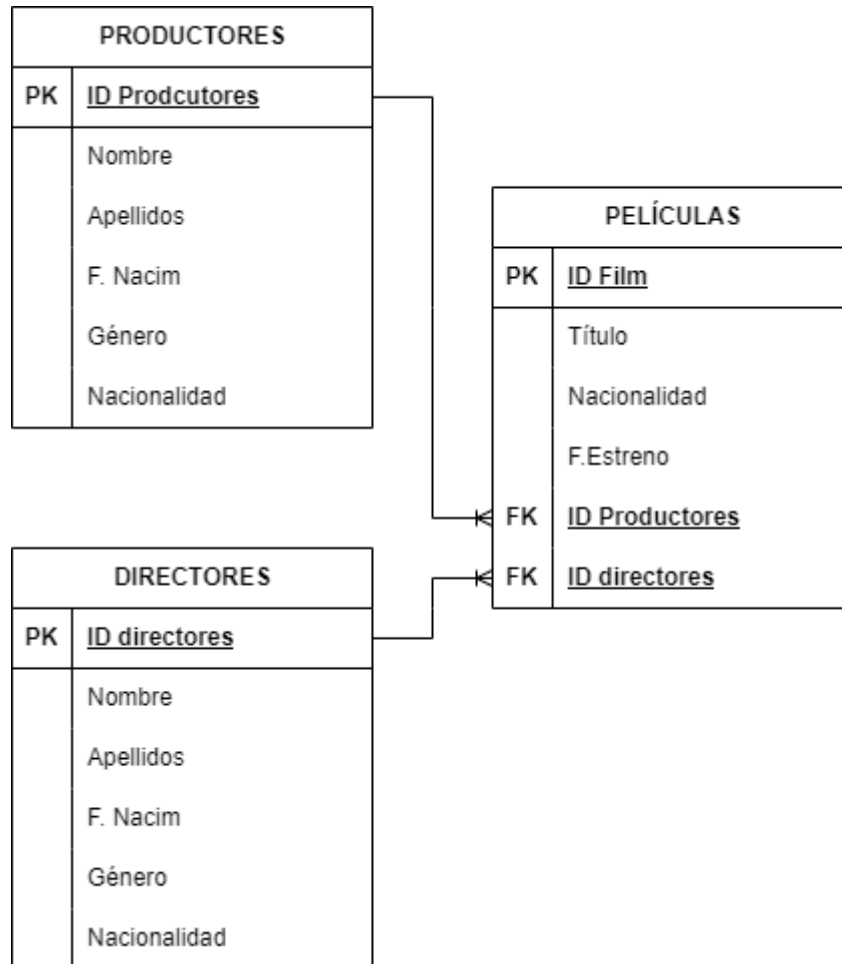 PRODUCTORES
PK ID Prodcutores
Nombre
Apellidos
F. Nacim
Género
Nacionalidad
PELÍCULAS
PK ID Film
Título
Nacionalidad
F.Estreno
FK ID Productores
FK ID directores
DIRECTORES
PK ID directores
Nombre
Apellidos
F. Nacim
Género
Nacionalidad